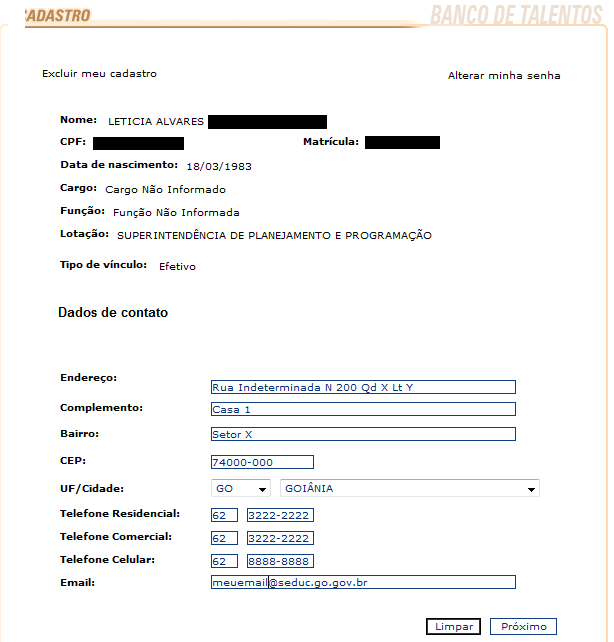 CADASTRO
BANCO DE TALENTOS
Excluir meu cadastro
Alterar minha senha
Nome: LETICIA ALVARES
CPF: Matrícula:
Data de nascimento: 18/03/1983
Cargo: Cargo Não Informado
Função: Função Não Informada
Lotação: SUPERINTENDÊNCIA DE PLANEJAMENTO E PROGRAMAÇÃO
Tipo de vínculo: Efetivo
Dados de contato
Endereço: Rua Indeterminada N 200 Qd X Lt Y
Complemento: Casa 1
Bairro: Setor X
CEP: 74000-000
UF/Cidade: GO GOIÂNIA
Telefone Residencial: 62 3222-2222
Telefone Comercial: 62 3222-2222
Telefone Celular: 62 8888-8888
Email: meuemail@seduc.go.gov.br
Limpar Próximo